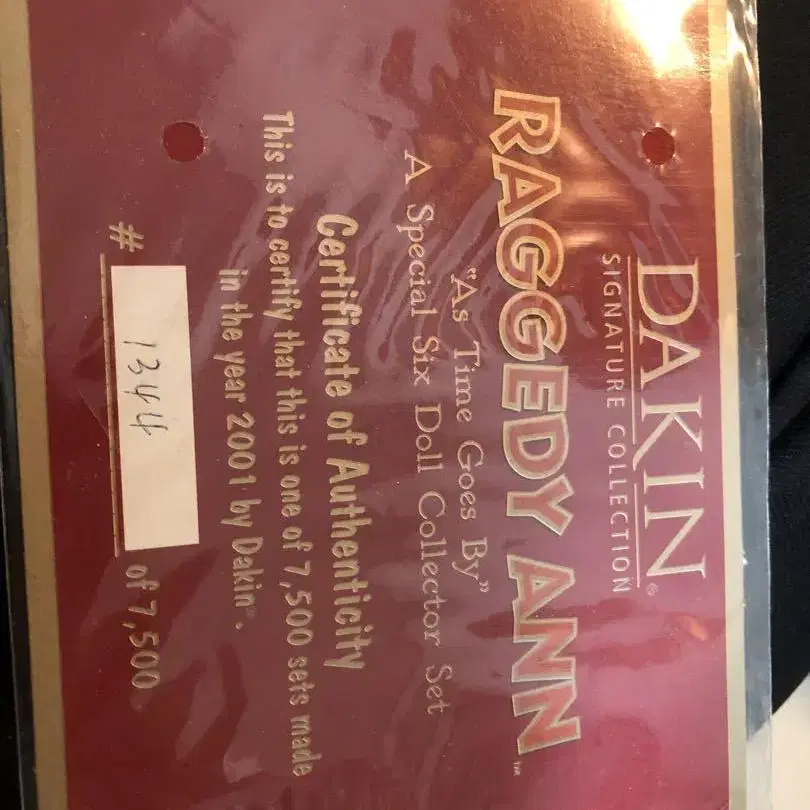 DAKIN®
SIGNATURE COLLECTION
RAGGEDY ANN™
"As Time Goes By"
A Special Six Doll Collector Set
Certificate of Authenticity
This is to certify that this is one of 7,500 sets made
in the year 2001 by Dakin®.
# 1344 of 7,500